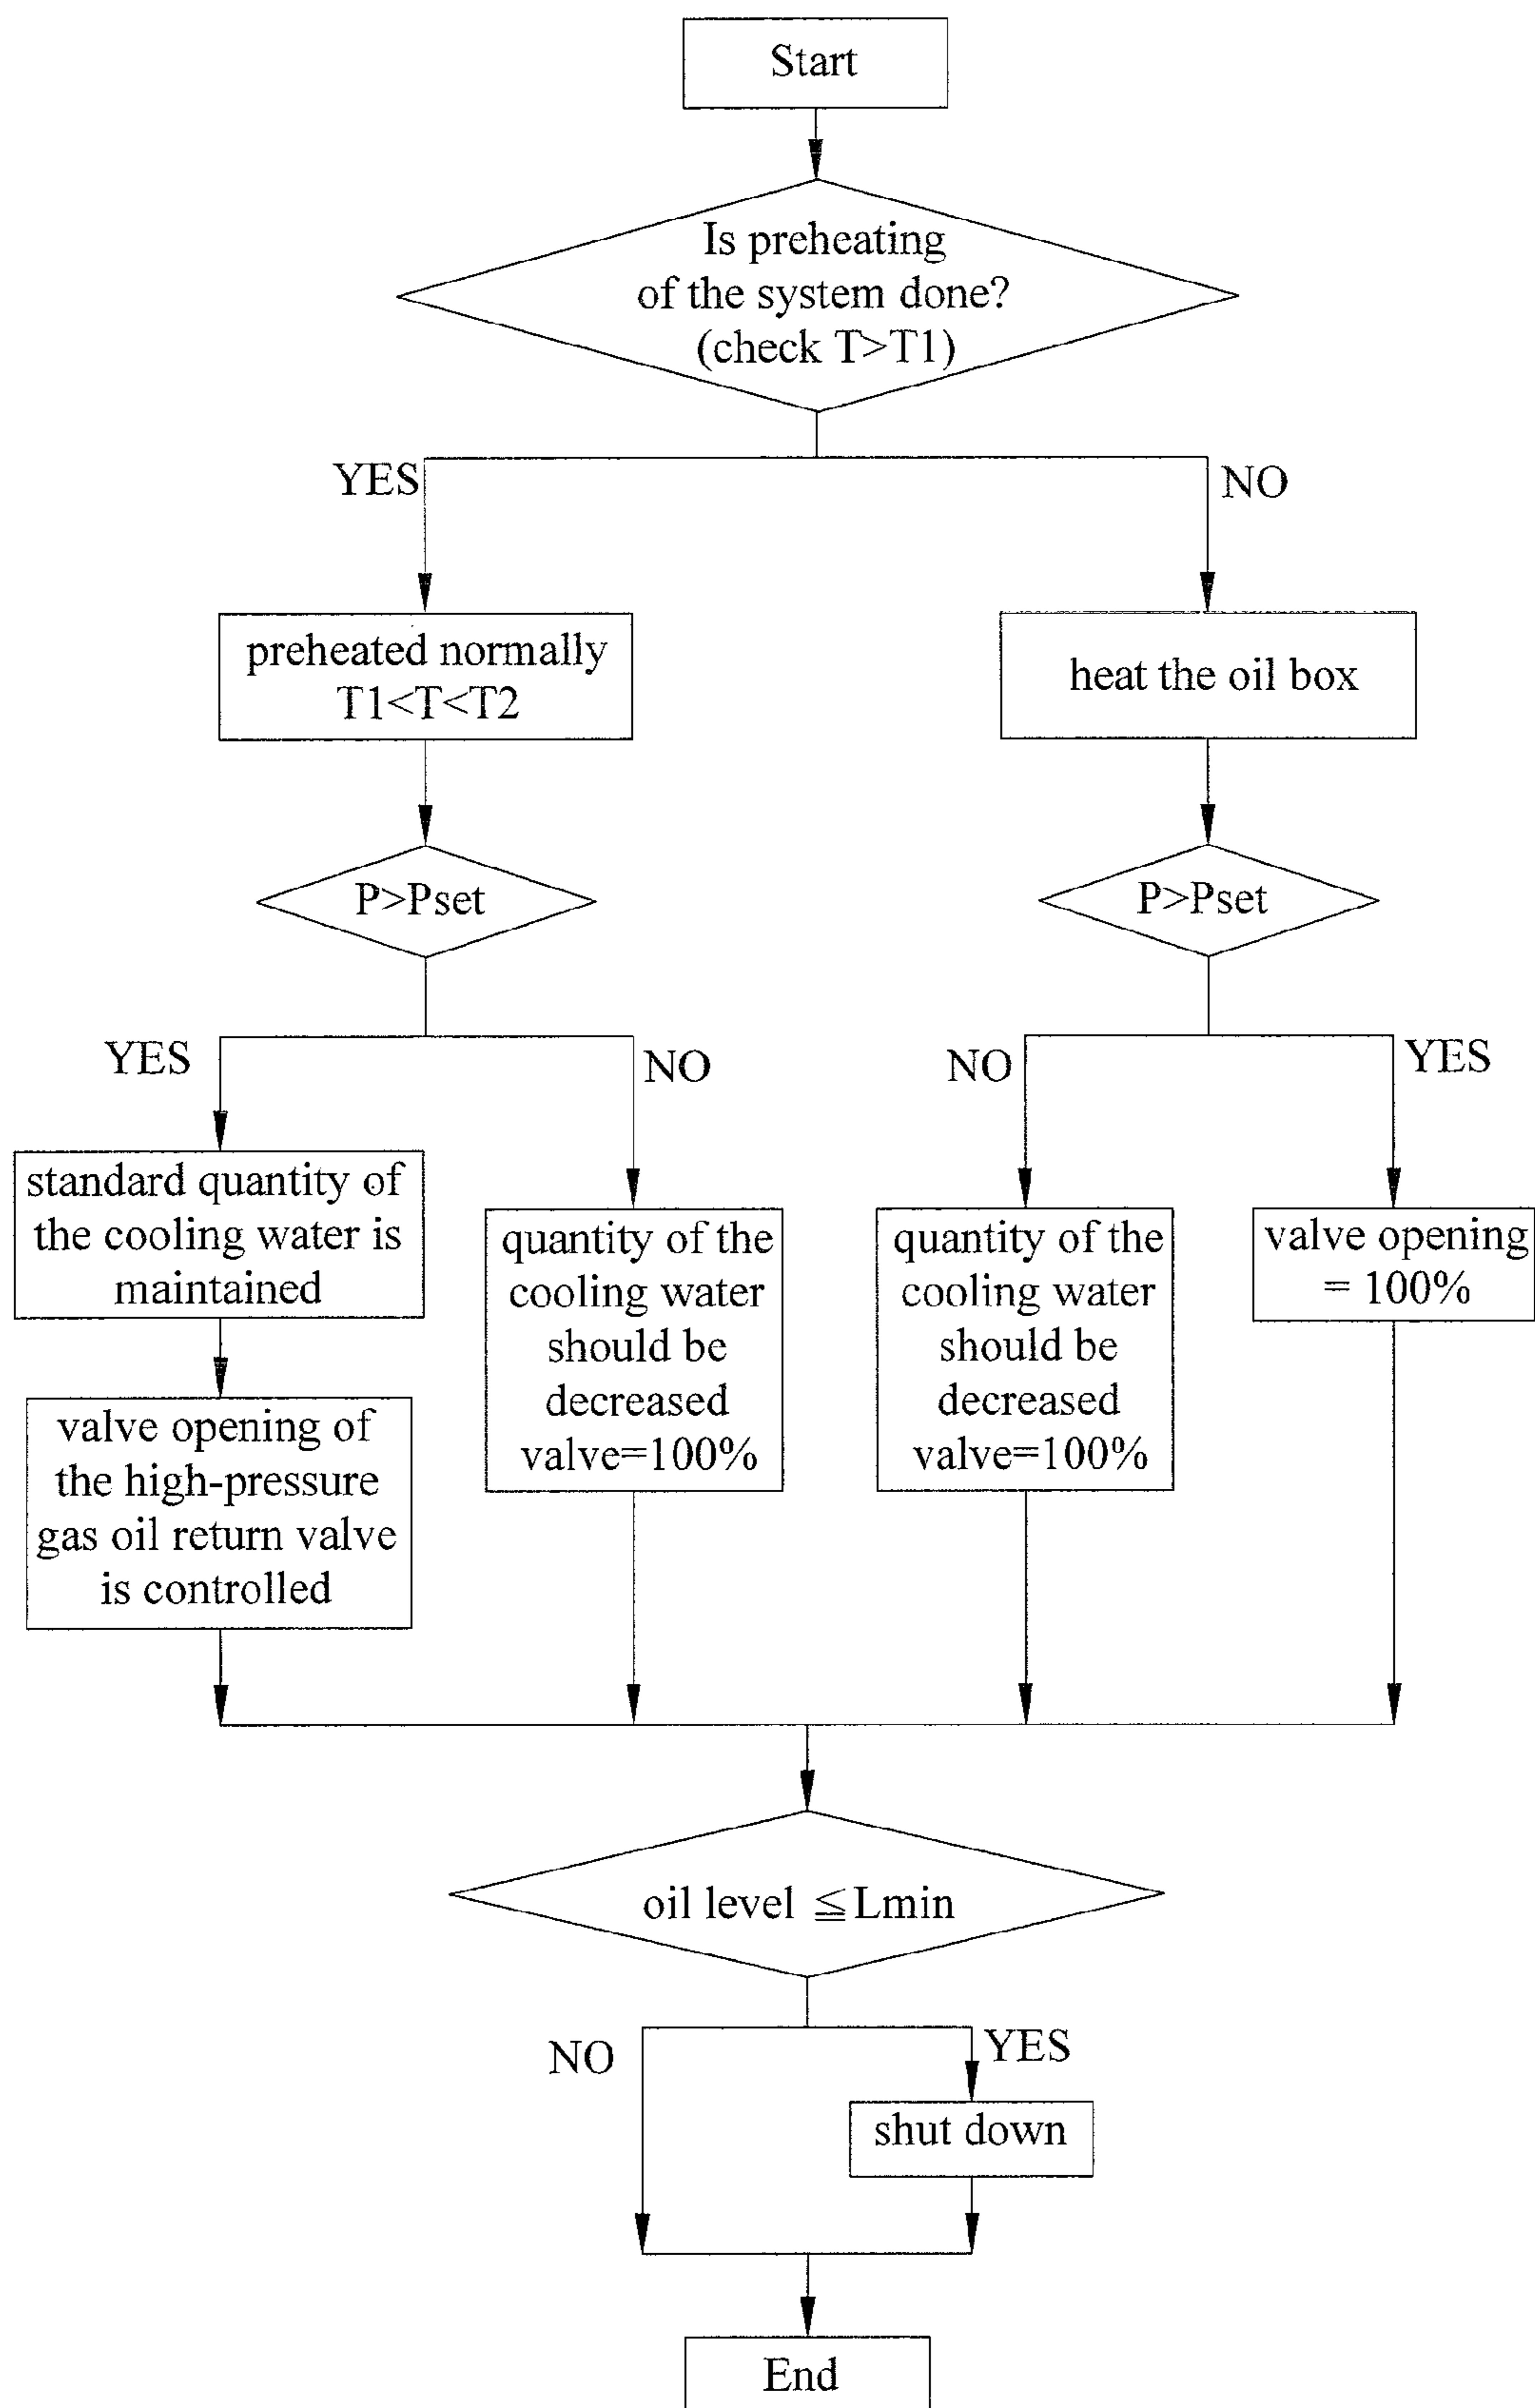 Start
Is preheating
of the system done?
(check T>T1)
YES
NO
preheated normally
T1<T<T2
heat the oil box
P>Pset
P>Pset
YES
NO
NO
YES
standard quantity of
the cooling water is
maintained
quantity of the
cooling water
should be
decreased
valve=100%
quantity of the
cooling water
should be
decreased
valve=100%
valve opening
= 100%
valve opening of
the high-pressure
gas oil return valve
is controlled
oil level ≦Lmin
NO
YES
shut down
End